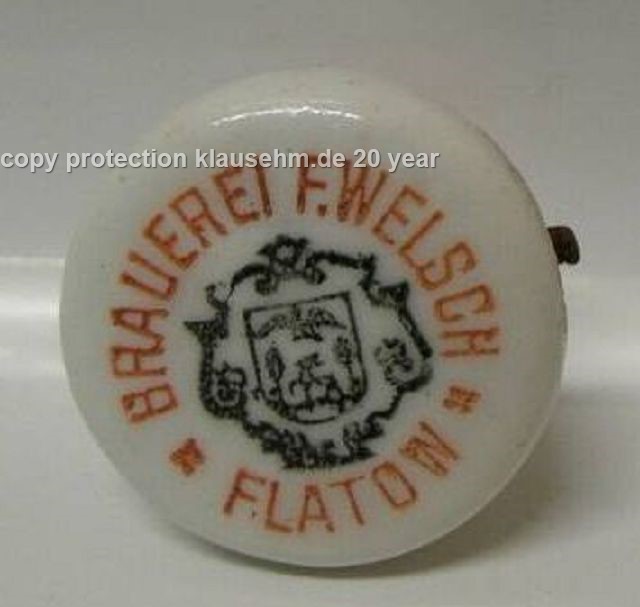 copy protection klausehm.de 20 year
BRAUEREI F. WELSCH
FLATOW